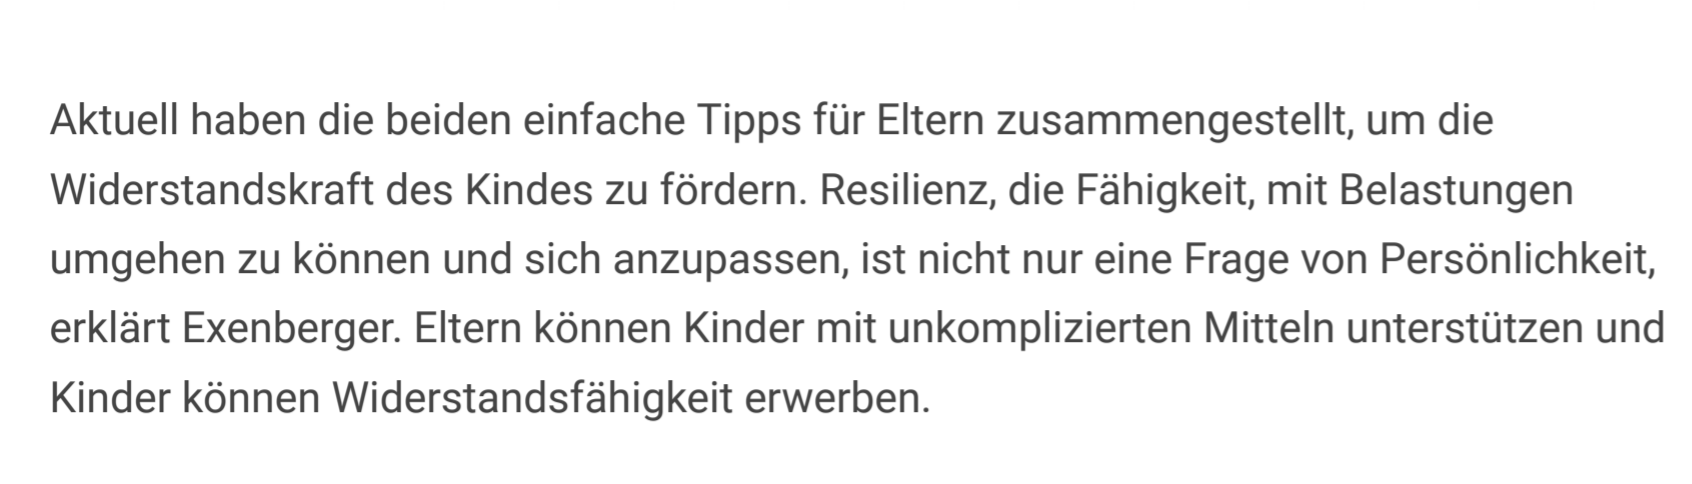 Aktuell haben die beiden einfache Tipps für Eltern zusammengestellt, um die
Widerstandskraft des Kindes zu fördern. Resilienz, die Fähigkeit, mit Belastungen
umgehen zu können und sich anzupassen, ist nicht nur eine Frage von Persönlichkeit,
erklärt Exenberger. Eltern können Kinder mit unkomplizierten Mitteln unterstützen und
Kinder können Widerstandsfähigkeit erwerben.